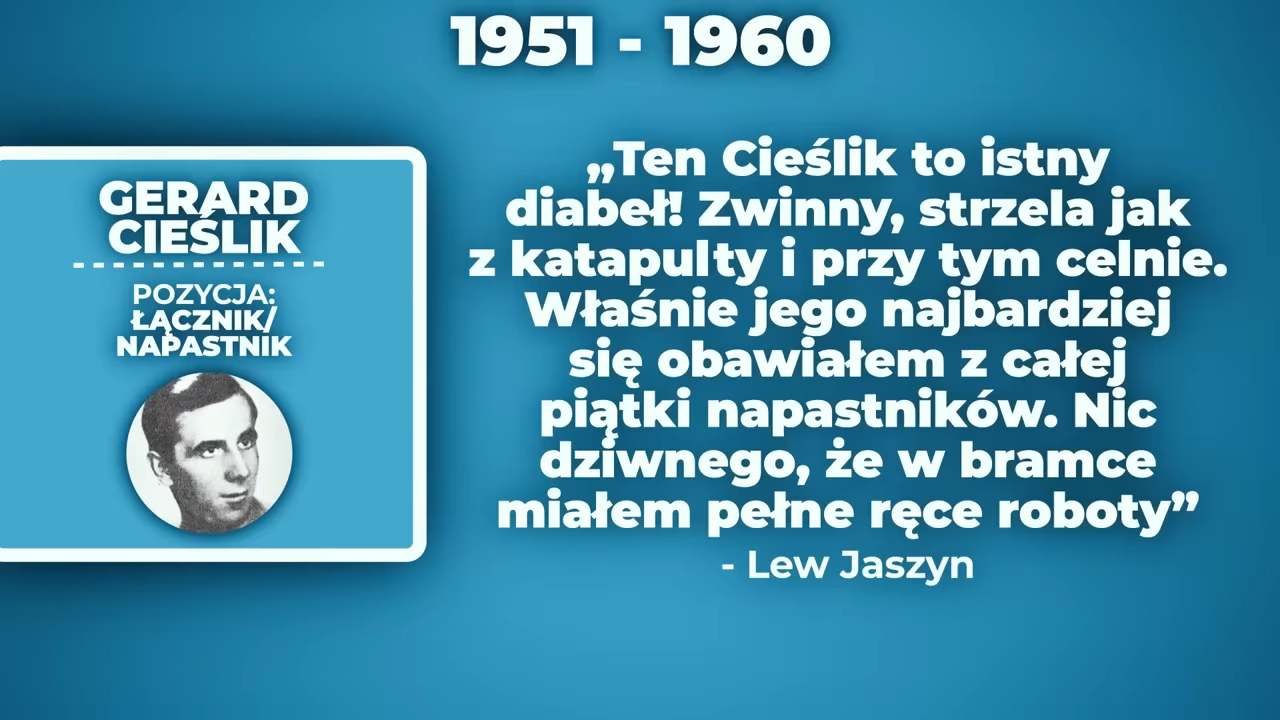 1951 - 1960
GERARD
CIEŚLIK
POZYCJA:
ŁĄCZNIK/
NAPASTNIK
„Ten Cieślik to istny
diabeł! Zwinny, strzela jak
z katapulty i przy tym celnie.
Właśnie jego najbardziej
się obawiałem z całej
piątki napastników. Nic
dziwnego, że w bramce
miałem pełne ręce roboty”
- Lew Jaszyn